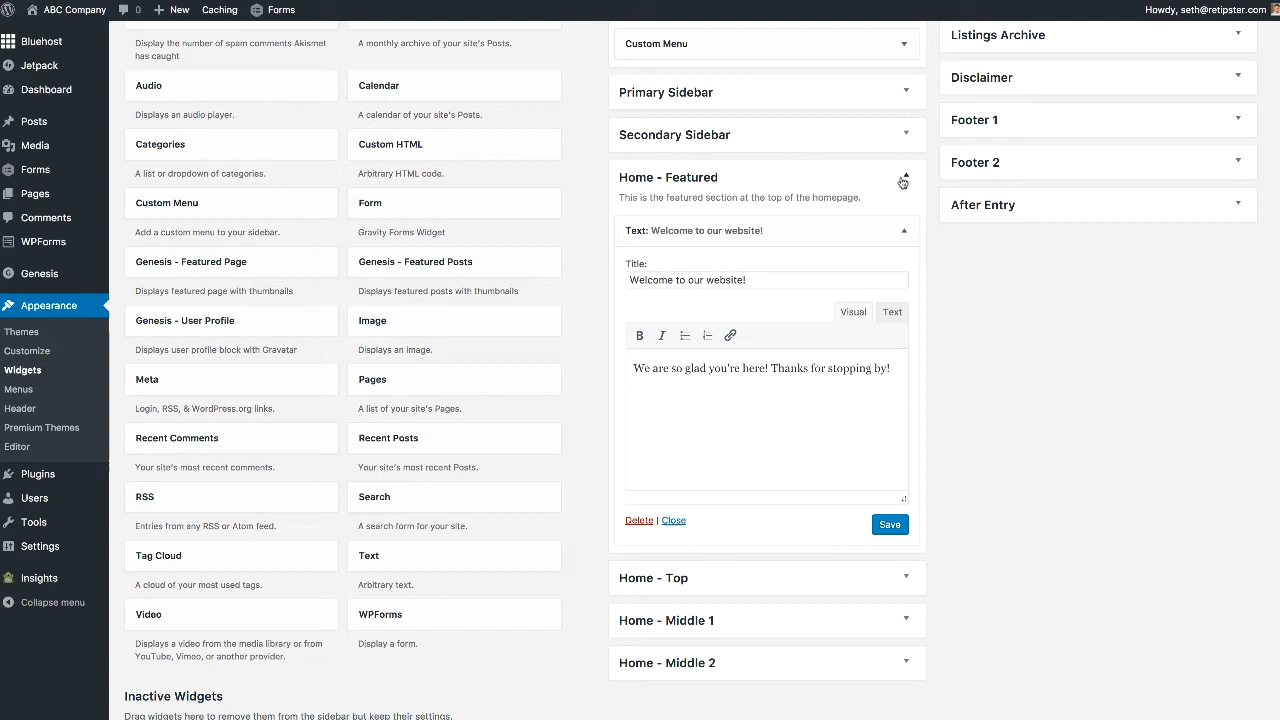 ABC Company 0 New Caching Forms Howdy, seth@retipster.com
Bluehost
Jetpack
Dashboard
Posts
Media
Forms
Pages
Comments
WPForms
Genesis
Appearance
Themes
Customize
Widgets
Menus
Header
Premium Themes
Editor
Plugins
Users
Tools
Settings
Insights
Collapse menu
Display the number of spam comments Akismet
has caught
A monthly archive of your site's Posts.
Audio
Calendar
Displays an audio player.
A calendar of your site's Posts.
Categories
Custom HTML
A list or dropdown of categories.
Arbitrary HTML code.
Custom Menu
Form
Add a custom menu to your sidebar.
Gravity Forms Widget
Genesis - Featured Page
Genesis - Featured Posts
Displays featured page with thumbnails
Displays featured posts with thumbnails
Genesis - User Profile
Image
Displays user profile block with Gravatar
Displays an image.
Meta
Pages
Login, RSS, & WordPress.org links.
A list of your site's Pages.
Recent Comments
Recent Posts
Your site's most recent comments.
Your site's most recent Posts.
RSS
Search
Entries from any RSS or Atom feed.
A search form for your site.
Tag Cloud
Text
A cloud of your most used tags.
Arbitrary text.
Video
WPForms
Displays a video from the media library or from
YouTube, Vimeo, or another provider.
Display a form.
Inactive Widgets
Drag widgets here to remove them from the sidebar but keep their settings.
Custom Menu
Primary Sidebar
Secondary Sidebar
Home - Featured
This is the featured section at the top of the homepage.
Text: Welcome to our website!
Title:
Welcome to our website!
Visual Text
B I
We are so glad you're here! Thanks for stopping by!
Delete | Close
Save
Home - Top
Home - Middle 1
Home - Middle 2
Listings Archive
Disclaimer
Footer 1
Footer 2
After Entry